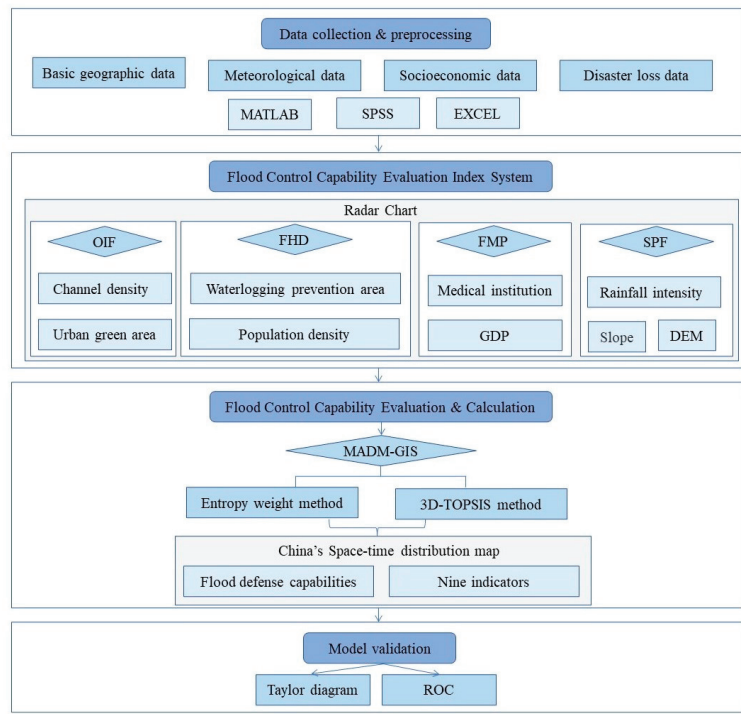 Data collection & preprocessing
Basic geographic data
Meteorological data
Socioeconomic data
Disaster loss data
MATLAB
SPSS
EXCEL
Flood Control Capability Evaluation Index System
Radar Chart
OIF
FHD
FMP
SPF
Channel density
Waterlogging prevention area
Medical institution
Rainfall intensity
Urban green area
Population density
GDP
Slope
DEM
Flood Control Capability Evaluation & Calculation
MADM-GIS
Entropy weight method
3D-TOPSIS method
China's Space-time distribution map
Flood defense capabilities
Nine indicators
Model validation
Taylor diagram
ROC